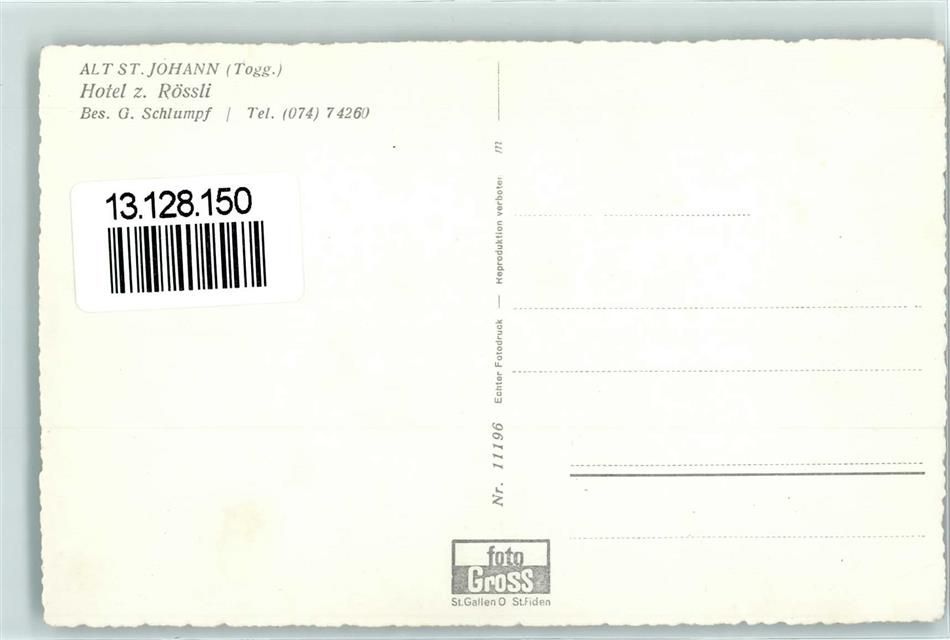 ALT ST. JOHANN (Togg.)
Hotel z. Rössli
Bes. G. Schlumpf | Tel. (074) 74260
13.128.150
Nr. 11196 Echter Fotodruck — Reproduktion verboten m
foto
Gross
St.Gallen O St.Fiden